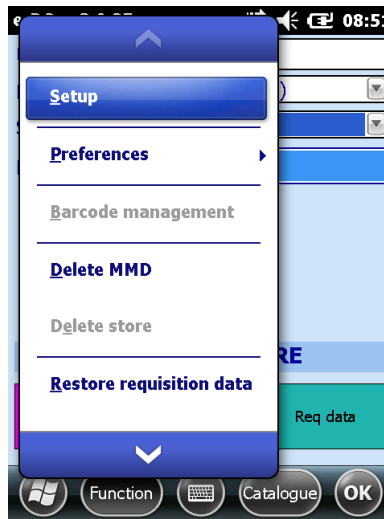 08:5
)
Setup
Preferences
Barcode management
Delete MMD
Delete store
RE
Restore requisition data
Req data
Function
Catalogue
OK